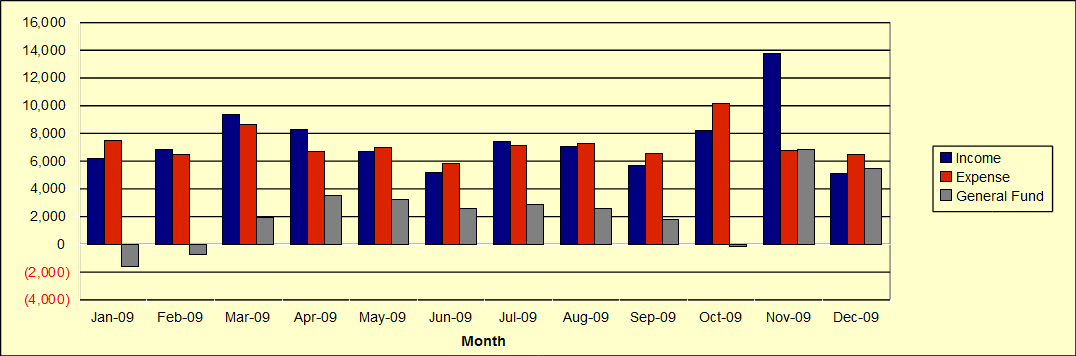 16,000
14,000
12,000
10,000
8,000
6,000
4,000
2,000
0
(2,000)
(4,000)
Jan-09 Feb-09 Mar-09 Apr-09 May-09 Jun-09 Jul-09 Aug-09 Sep-09 Oct-09 Nov-09 Dec-09
Month
Income
Expense
General Fund